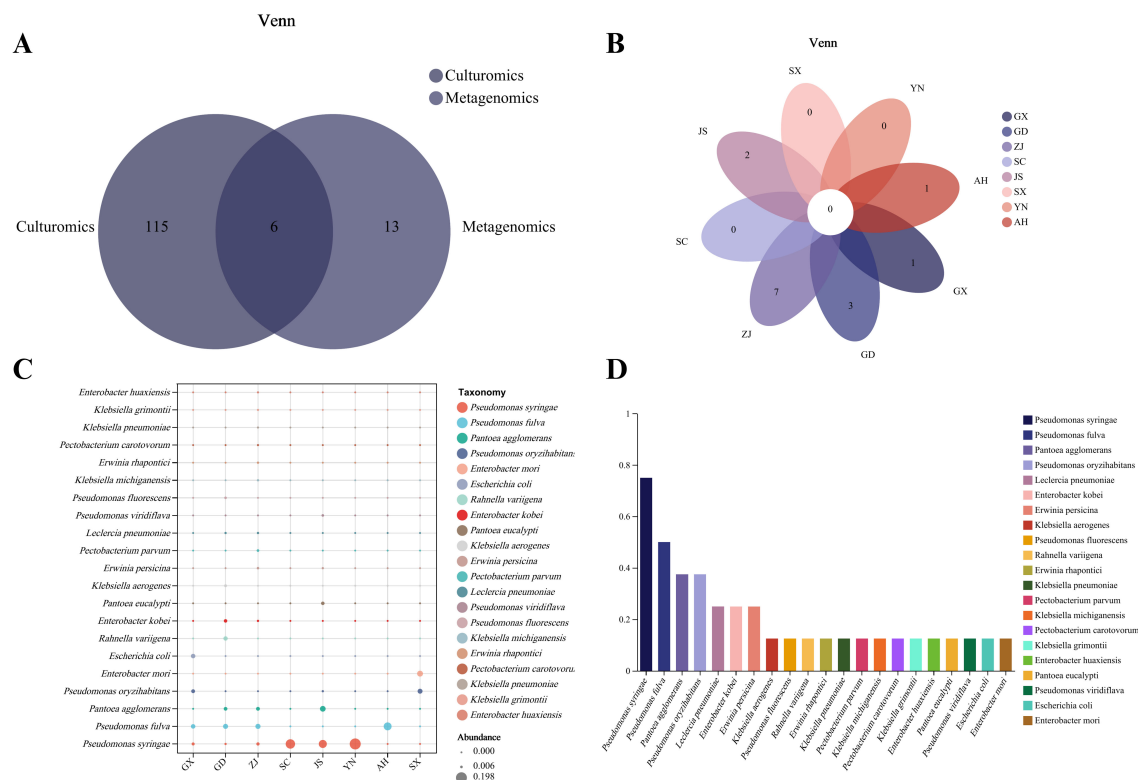 Venn
A
Culturomics
Metagenomics
Culturomics
115
6
13
Metagenomics
B
Venn
SX
YN
JS
AH
SC
GX
ZJ
GD
0
0
2
1
0
0
1
7
3
GX
GD
ZJ
SC
JS
SX
YN
AH
C
Enterobacter huaxiensis
Klebsiella grimontii
Klebsiella pneumoniae
Pectobacterium carotovorum
Erwinia rhapontici
Klebsiella michiganensis
Pseudomonas fluorescens
Pseudomonas viridiflava
Leclercia pneumoniae
Pectobacterium parvum
Erwinia persicina
Klebsiella aerogenes
Pantoea eucalypti
Enterobacter kobei
Rahnella variigena
Escherichia coli
Enterobacter mori
Pseudomonas oryzihabitans
Pantoea agglomerans
Pseudomonas fulva
Pseudomonas syringae
GX
GD
ZJ
SC
JS
YN
AH
SX
Taxonomy
Pseudomonas syringae
Pseudomonas fulva
Pantoea agglomerans
Pseudomonas oryzihabitans
Enterobacter mori
Escherichia coli
Rahnella variigena
Enterobacter kobei
Pantoea eucalypti
Klebsiella aerogenes
Erwinia persicina
Pectobacterium parvum
Leclercia pneumoniae
Pseudomonas viridiflava
Pseudomonas fluorescens
Klebsiella michiganensis
Erwinia rhapontici
Pectobacterium carotovoru
Klebsiella pneumoniae
Klebsiella grimontii
Enterobacter huaxiensis
Abundance
0.000
0.006
0.198
D
1
0.8
0.6
0.4
0.2
0
Pseudomonas syringae
Pseudomonas fulva
Pantoea agglomerans
Pseudomonas oryzihabitans
Leclercia pneumoniae
Enterobacter kobei
Erwinia persicina
Klebsiella aerogenes
Pseudomonas fluorescens
Rahnella variigena
Erwinia rhapontici
Klebsiella pneumoniae
Pectobacterium parvum
Klebsiella michiganensis
Pectobacterium carotovorum
Klebsiella grimontii
Enterobacter huaxiensis
Pantoea eucalypti
Pseudomonas viridiflava
Escherichia coli
Enterobacter mori
Pseudomonas syringae
Pseudomonas fulva
Pantoea agglomerans
Pseudomonas oryzihabitans
Leclercia pneumoniae
Enterobacter kobei
Erwinia persicina
Klebsiella aerogenes
Pseudomonas fluorescens
Rahnella variigena
Erwinia rhapontici
Klebsiella pneumoniae
Pectobacterium parvum
Klebsiella michiganensis
Pectobacterium carotovorum
Klebsiella grimontii
Enterobacter huaxiensis
Pantoea eucalypti
Pseudomonas viridiflava
Escherichia coli
Enterobacter mori